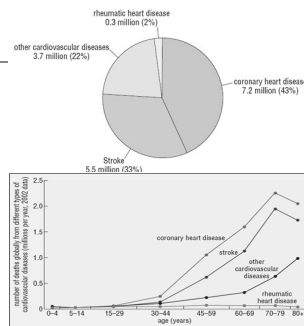 rheumatic heart disease
0.3 million (2%)
other cardiovascular diseases
3.7 million (22%)
coronary heart disease
7.2 million (43%)
Stroke
5.5 million (33%)
number of deaths globally from different types of
cardiovascular diseases (millions per year, 2002 data)
2.5
2.0
1.5
1.0
0.5
0
coronary heart disease
stroke
other
cardiovascular
diseases
rheumatic
heart disease
0–4 5–14 15–29 30–44 45–59 60–69 70–79 80+
age (years)